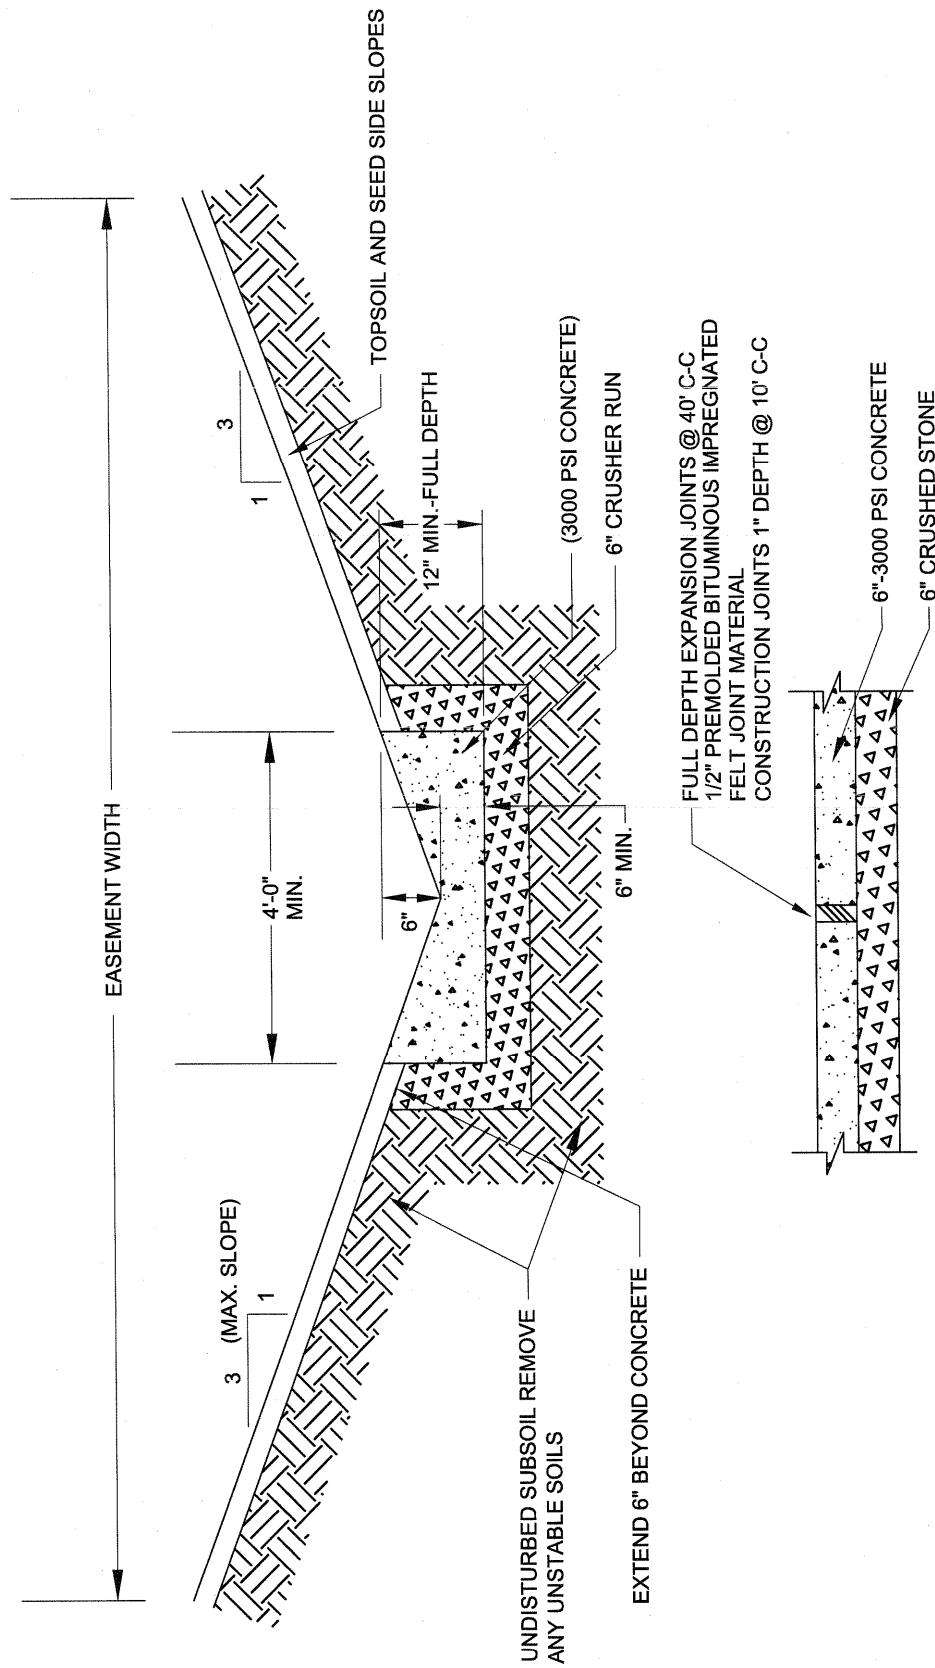 EASEMENT WIDTH
4'-0"
MIN.
3 (MAX. SLOPE)
1
3
1
TOPSOIL AND SEED SIDE SLOPES
6"
12" MIN.-FULL DEPTH
6" MIN.
(3000 PSI CONCRETE)
6" CRUSHER RUN
UNDISTURBED SUBSOIL REMOVE
ANY UNSTABLE SOILS
EXTEND 6" BEYOND CONCRETE
FULL DEPTH EXPANSION JOINTS @ 40' C-C
1/2" PREMOLDED BITUMINOUS IMPREGNATED
FELT JOINT MATERIAL
CONSTRUCTION JOINTS 1" DEPTH @ 10' C-C
6"-3000 PSI CONCRETE
6" CRUSHED STONE